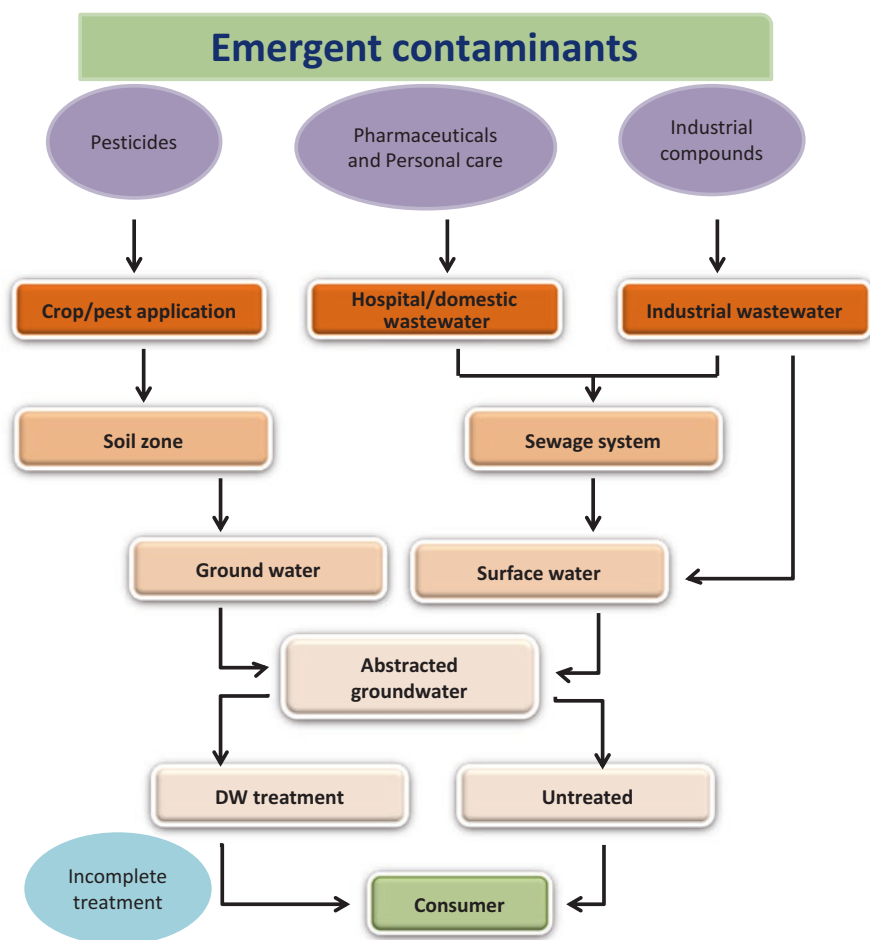 Emergent contaminants
Pesticides
Pharmaceuticals
and Personal care
Industrial
compounds
Crop/pest application
Hospital/domestic
wastewater
Industrial wastewater
Soil zone
Sewage system
Ground water
Surface water
Abstracted
groundwater
DW treatment
Untreated
Incomplete
treatment
Consumer